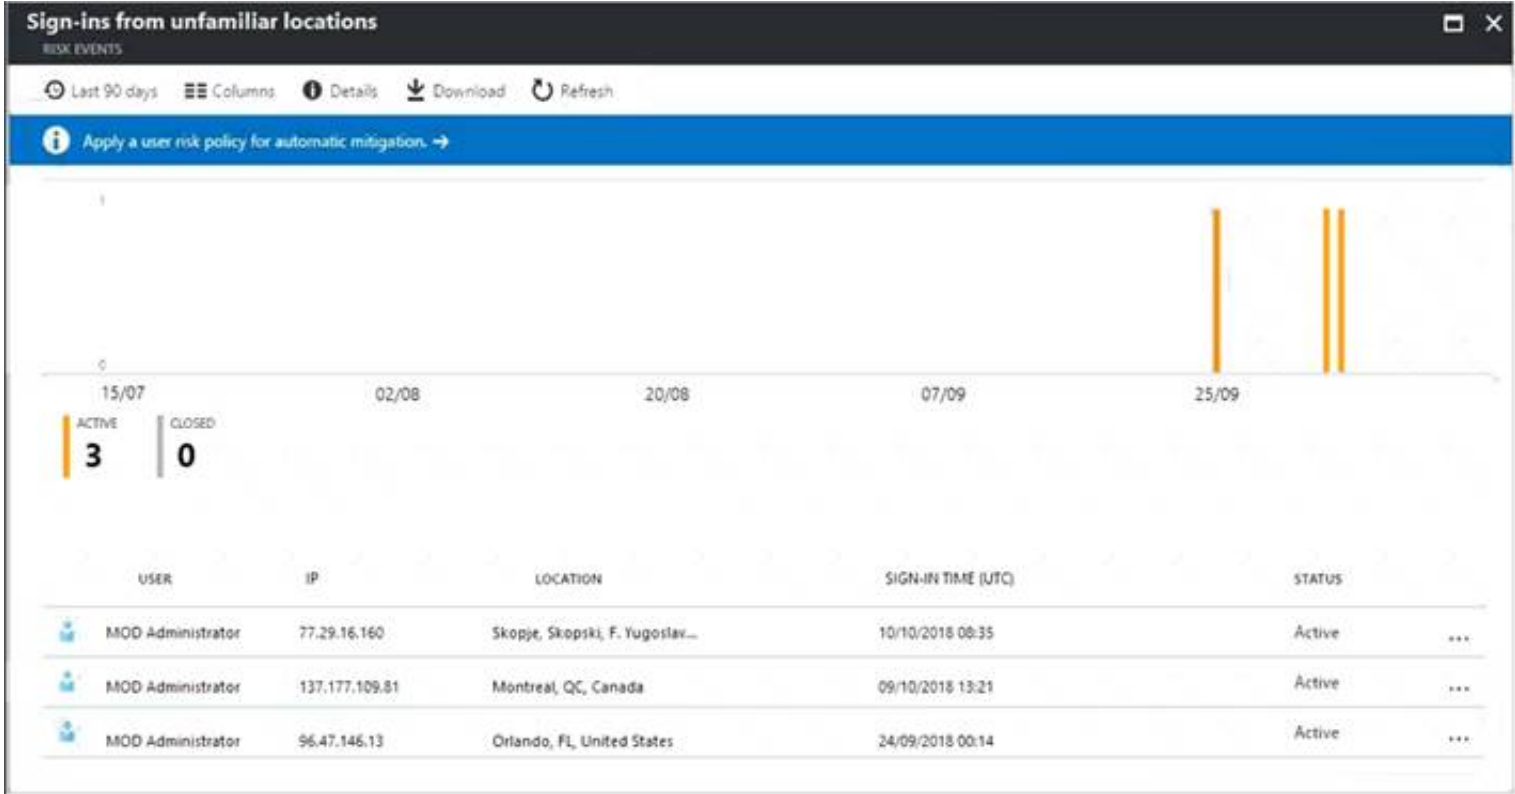 Sign-ins from unfamiliar locations
RISK EVENTS
Last 90 days Columns Details Download Refresh
Apply a user risk policy for automatic mitigation. →
1
0
15/07 02/08 20/08 07/09 25/09
ACTIVE CLOSED
3 0
USER IP LOCATION SIGN-IN TIME (UTC) STATUS
MOD Administrator 77.29.16.160 Skopje, Skopski, F. Yugoslav... 10/10/2018 08:35 Active ...
MOD Administrator 137.177.109.81 Montreal, QC, Canada 09/10/2018 13:21 Active ...
MOD Administrator 96.47.146.13 Orlando, FL, United States 24/09/2018 00:14 Active ...